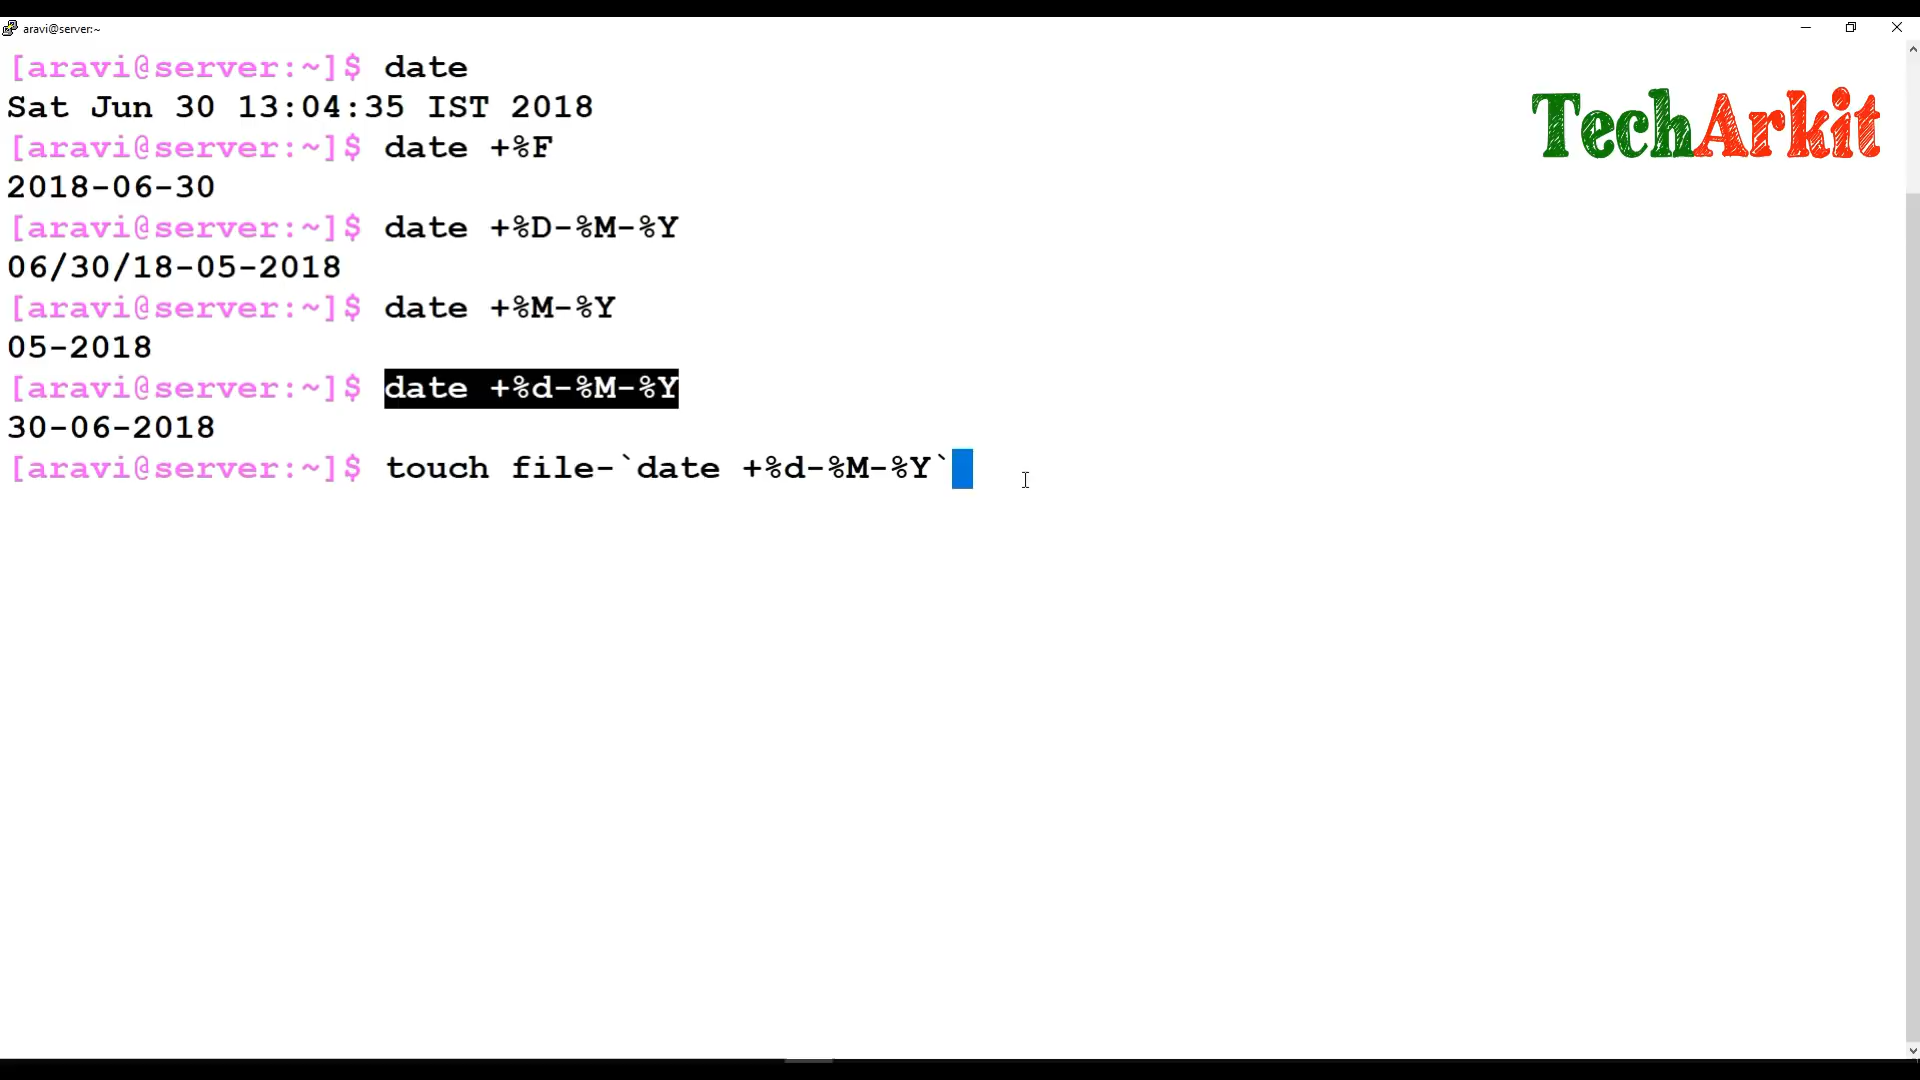 aravi@server:~
[aravi@server:~]$ date
Sat Jun 30 13:04:35 IST 2018
[aravi@server:~]$ date +%F
2018-06-30
[aravi@server:~]$ date +%D-%M-%Y
06/30/18-05-2018
[aravi@server:~]$ date +%M-%Y
05-2018
[aravi@server:~]$ date +%d-%M-%Y
30-06-2018
[aravi@server:~]$ touch file-`date +%d-%M-%Y`
TechArkit